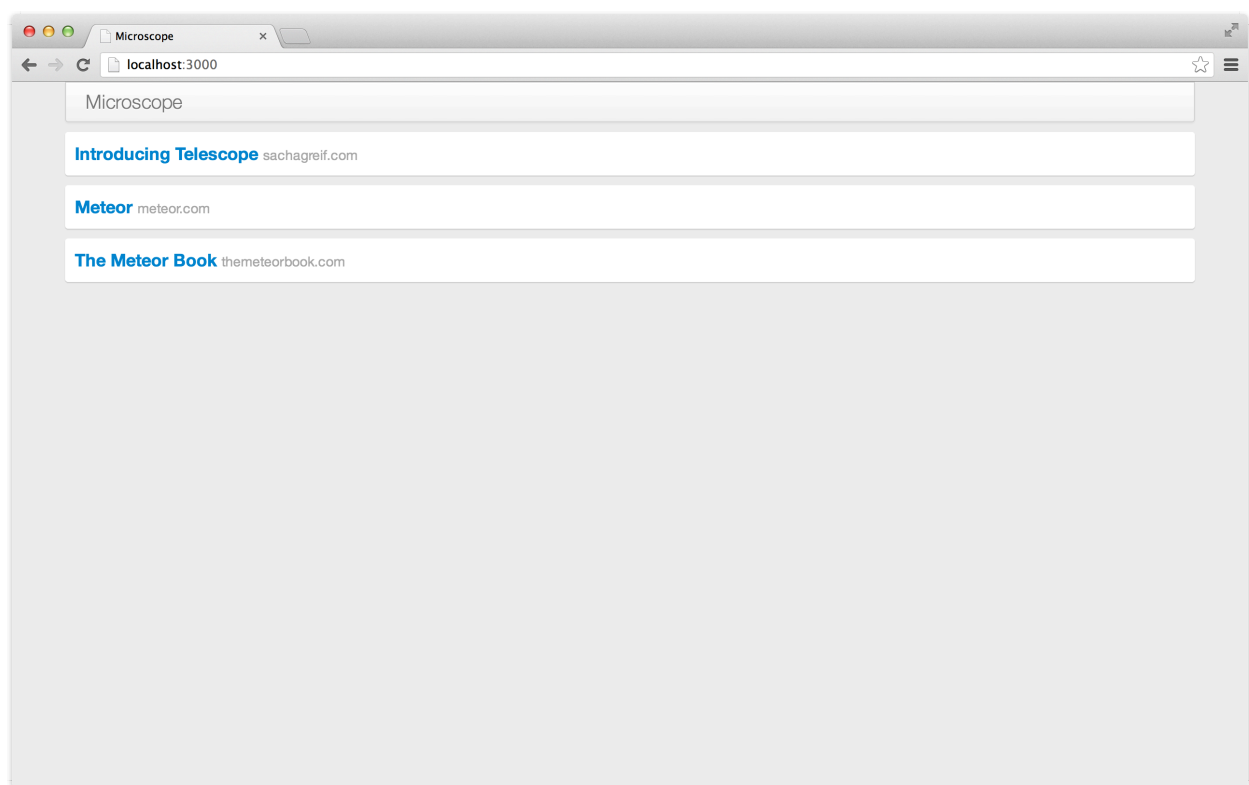 Microscope
localhost:3000
Microscope
Introducing Telescope sachagreif.com
Meteor meteor.com
The Meteor Book themeteorbook.com